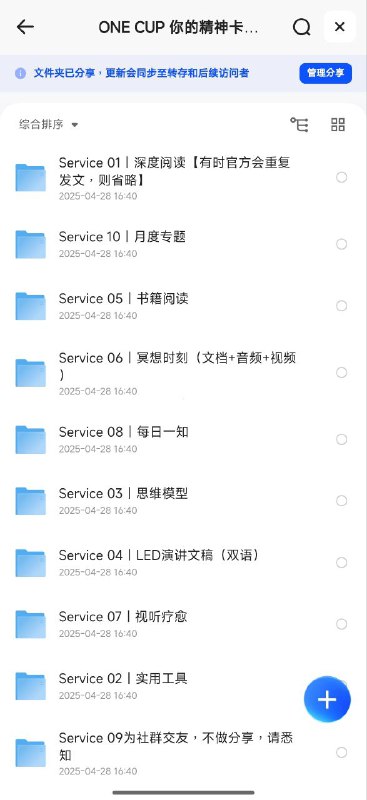 ONE CUP 你的精神卡...
文件夹已分享，更新会同步至转存和后续访问者
管理分享
综合排序
Service 01丨深度阅读【有时官方会重复
发文，则省略】
2025-04-28 16:40
Service 10丨月度专题
2025-04-28 16:40
Service 05丨书籍阅读
2025-04-28 16:40
Service 06丨冥想时刻（文档+音频+视频
）
2025-04-28 16:40
Service 08丨每日一知
2025-04-28 16:40
Service 03丨思维模型
2025-04-28 16:40
Service 04丨LED演讲文稿（双语）
2025-04-28 16:40
Service 07丨视听疗愈
2025-04-28 16:40
Service 02丨实用工具
2025-04-28 16:40
Service 09为社群交友，不做分享，请悉
知
2025-04-28 16:40